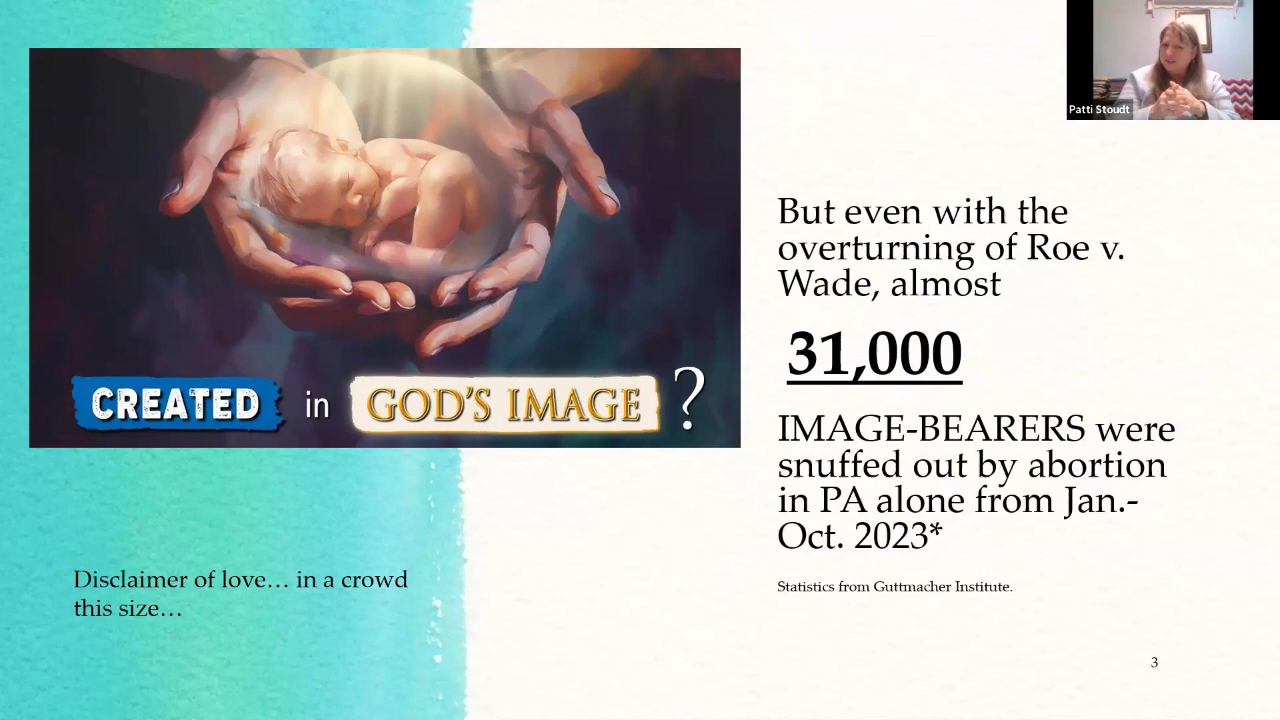 Patti Stoudt
CREATED in GOD'S IMAGE ?
But even with the
overturning of Roe v.
Wade, almost
31,000
IMAGE-BEARERS were
snuffed out by abortion
in PA alone from Jan.-
Oct. 2023*
Statistics from Guttmacher Institute.
Disclaimer of love… in a crowd
this size…
3